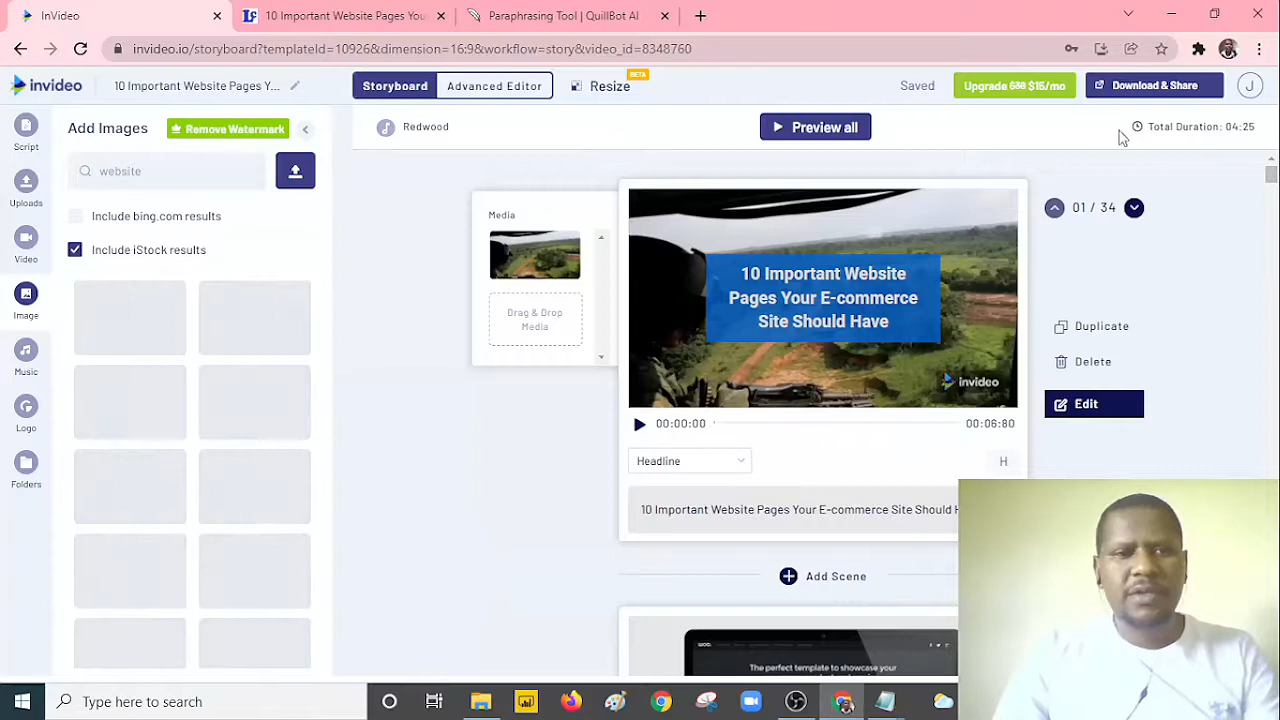 InVideo
10 Important Website Pages You
Paraphrasing Tool | QuillBot AI
invideo.io/storyboard?templateId=10926&dimension=16:9&workflow=story&video_id=8348760
invideo
10 Important Website Pages Y...
Storyboard
Advanced Editor
Resize
BETA
Saved
Upgrade $30 $15/mo
Download & Share
J
Script
Uploads
Video
Image
Music
Logo
Folders
Add Images
Remove Watermark
website
Include bing.com results
Include iStock results
Redwood
Preview all
Total Duration: 04:25
Media
Drag & Drop
Media
10 Important Website
Pages Your E-commerce
Site Should Have
invideo
01 / 34
Duplicate
Delete
Edit
00:00:00
00:06:80
Headline
H
10 Important Website Pages Your E-commerce Site Should H
Add Scene
WOO.
The perfect template to showcase your
Type here to search